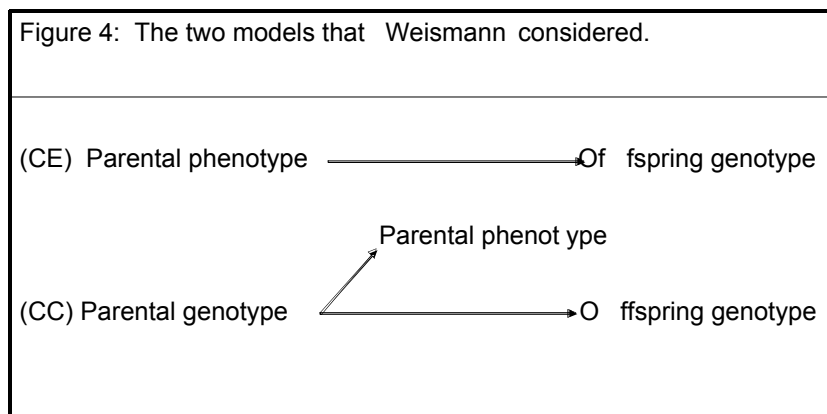 Figure 4: The two models that Weismann considered.
(CE) Parental phenotype Of fspring genotype
Parental phenot ype
(CC) Parental genotype O ffspring genotype